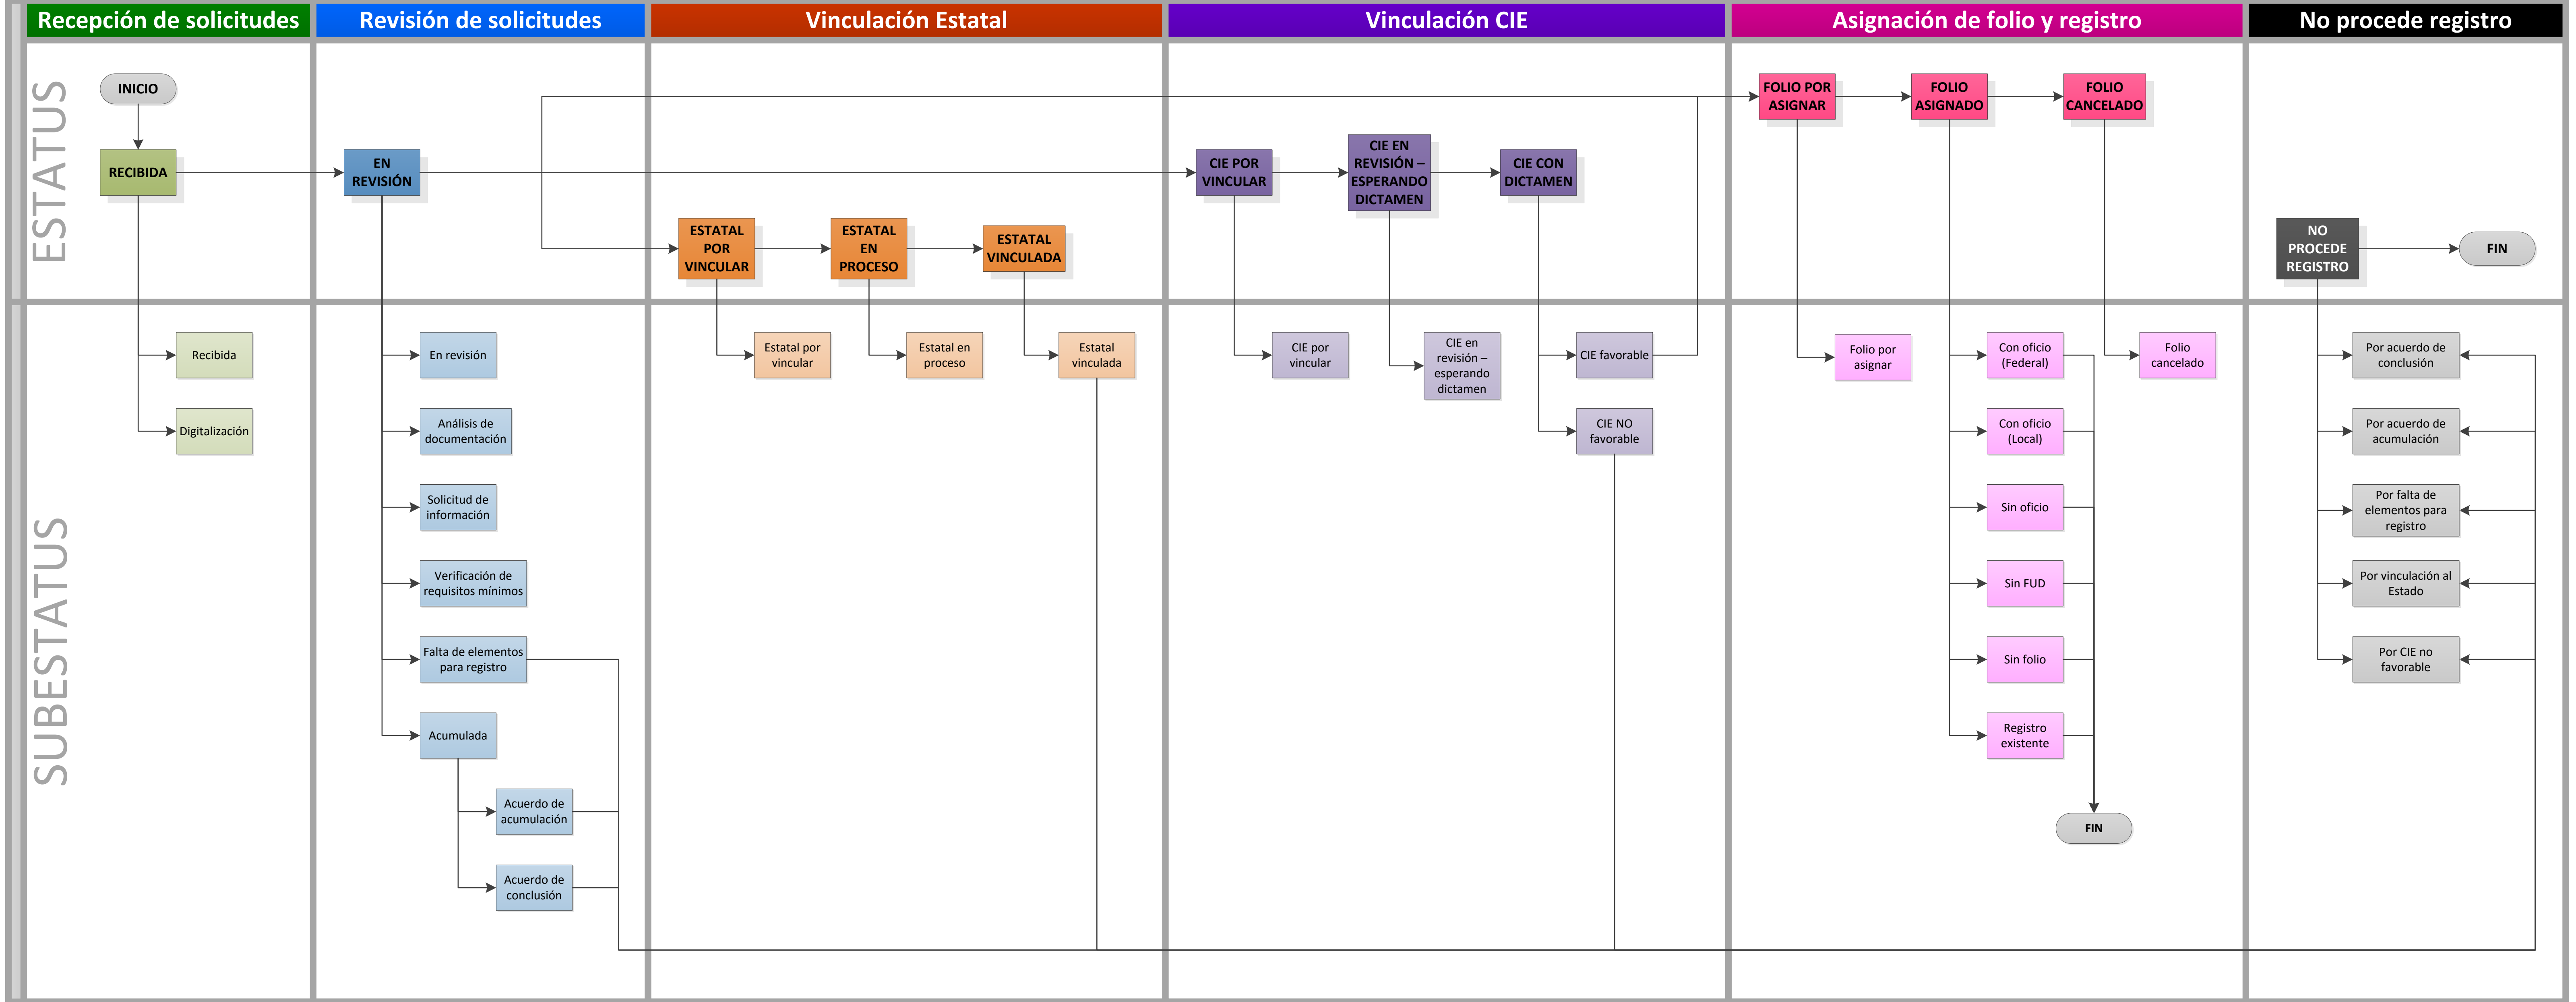 Recepción de solicitudes
Revisión de solicitudes
Vinculación Estatal
Vinculación CIE
Asignación de folio y registro
No procede registro
ESTATUS
INICIO
RECIBIDA
EN
REVISIÓN
ESTATAL
POR
VINCULAR
ESTATAL
EN
PROCESO
ESTATAL
VINCULADA
CIE POR
VINCULAR
CIE EN
REVISIÓN –
ESPERANDO
DICTAMEN
CIE CON
DICTAMEN
FOLIO POR
ASIGNAR
FOLIO
ASIGNADO
FOLIO
CANCELADO
NO
PROCEDE
REGISTRO
FIN
SUBESTATUS
Recibida
Digitalización
En revisión
Análisis de
documentación
Solicitud de
información
Verificación de
requisitos mínimos
Falta de elementos
para registro
Acumulada
Acuerdo de
acumulación
Acuerdo de
conclusión
Estatal por
vincular
Estatal en
proceso
Estatal
vinculada
CIE por
vincular
CIE en
revisión –
esperando
dictamen
CIE favorable
CIE NO
favorable
Folio por
asignar
Con oficio
(Federal)
Con oficio
(Local)
Sin oficio
Sin FUD
Sin folio
Registro
existente
FIN
Folio
cancelado
Por acuerdo de
conclusión
Por acuerdo de
acumulación
Por falta de
elementos para
registro
Por vinculación al
Estado
Por CIE no
favorable